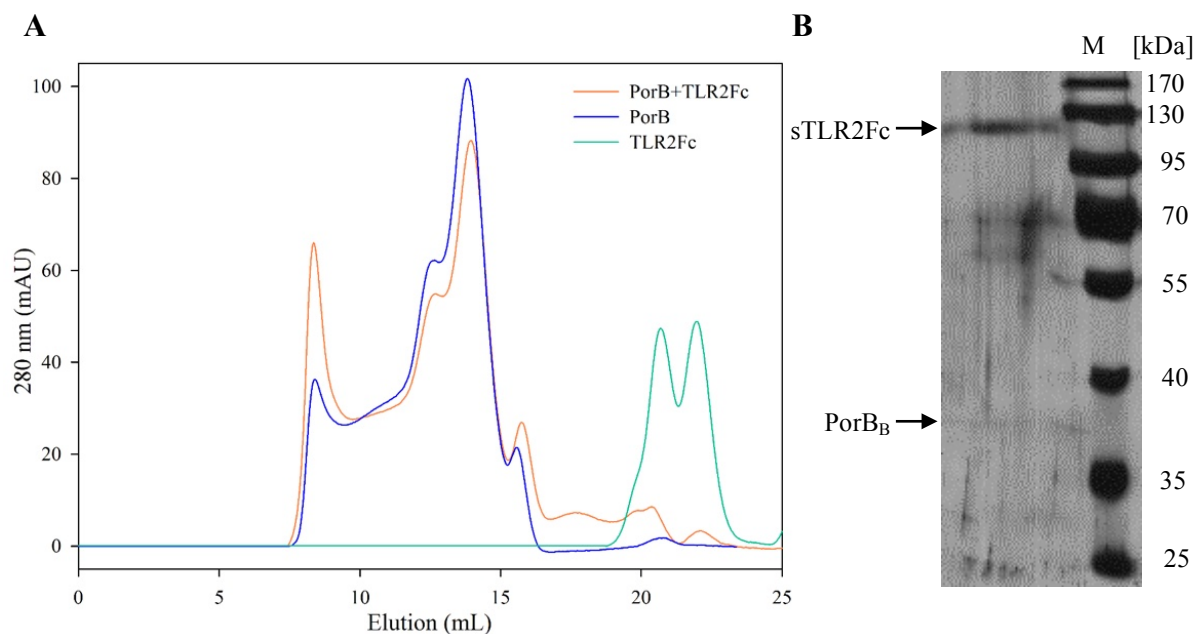 A
100
80
60
40
20
0
280 nm (mAU)
0 5 10 15 20 25
Elution (mL)
PorB+TLR2Fc
PorB
TLR2Fc
B
M [kDa]
170
130
95
70
55
40
35
25
sTLR2Fc
PorBB